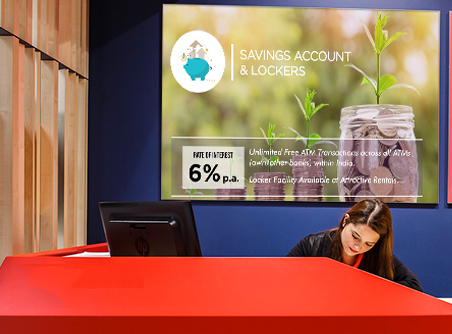 SAVINGS ACCOUNT
& LOCKERS
RATE OF INTEREST
6% p.a.
Unlimited Free ATM Transactions across all ATMs
(own/other banks), within India.
Locker Facility Available at Attractive Rentals.